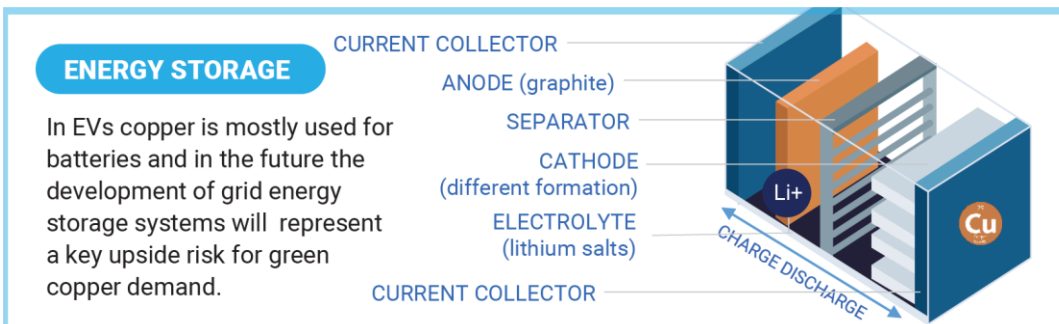 ENERGY STORAGE
In EVs copper is mostly used for
batteries and in the future the
development of grid energy
storage systems will represent
a key upside risk for green
copper demand.
CURRENT COLLECTOR
ANODE (graphite)
SEPARATOR
CATHODE
(different formation)
ELECTROLYTE
(lithium salts)
CURRENT COLLECTOR
Li+
CHARGE DISCHARGE
Cu